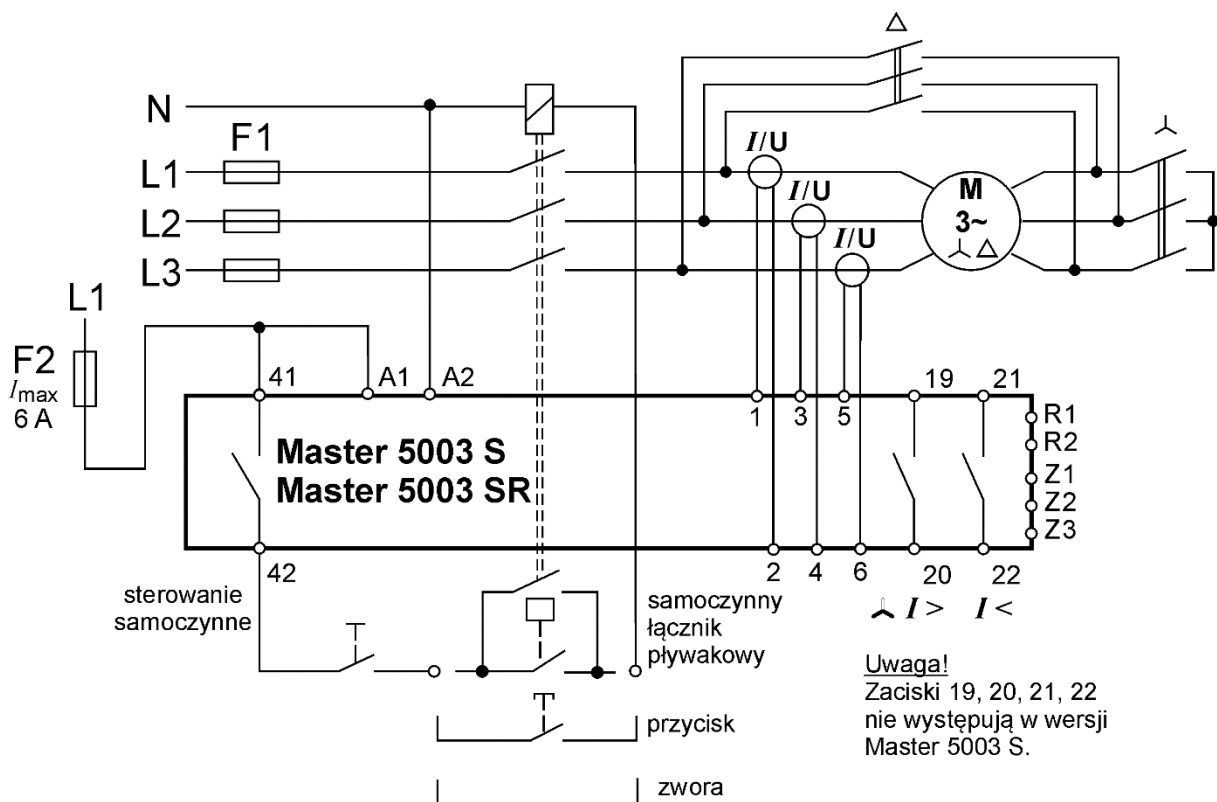 N
F1
L1
L2
L3
I/U
I/U
I/U
M
3~
L1
F2
Imax
6 A
41
A1
A2
1
3
5
19
21
R1
R2
Z1
Z2
Z3
Master 5003 S
Master 5003 SR
42
2
4
6
20
22
I >
I <
sterowanie
samoczynne
samoczynny
łącznik
pływakowy
przycisk
zwora
Uwaga!
Zaciski 19, 20, 21, 22
nie występują w wersji
Master 5003 S.